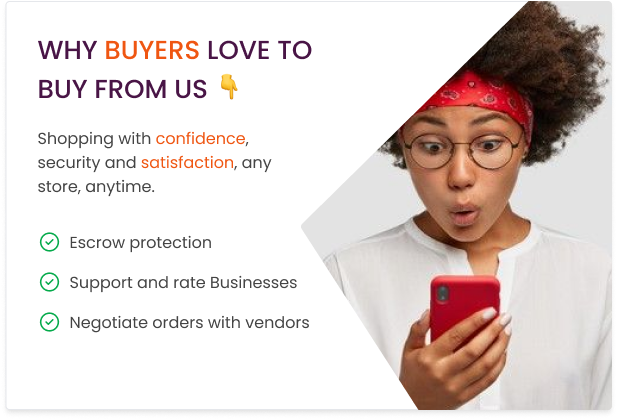 WHY BUYERS LOVE TO
BUY FROM US 👇
Shopping with confidence,
security and satisfaction, any
store, anytime.
Escrow protection
Support and rate Businesses
Negotiate orders with vendors